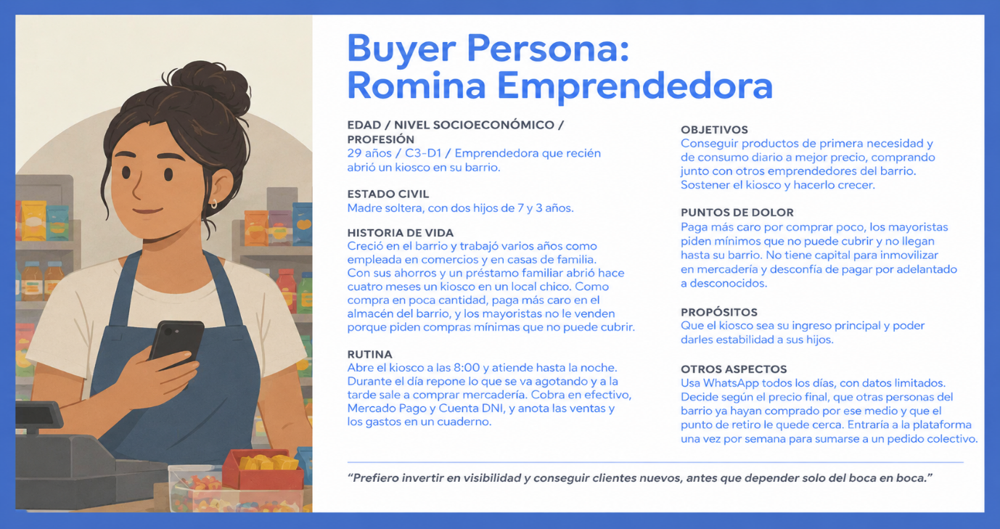 Buyer Persona:
Romina Emprendedora
EDAD / NIVEL SOCIOECONÓMICO /
PROFESIÓN
29 años / C3-D1 / Emprendedora que recién
abrió un kiosco en su barrio.
ESTADO CIVIL
Madre soltera, con dos hijos de 7 y 3 años.
HISTORIA DE VIDA
Creció en el barrio y trabajó varios años como
empleada en comercios y en casas de familia.
Con sus ahorros y un préstamo familiar abrió hace
cuatro meses un kiosco en un local chico. Como
compra en poca cantidad, paga más caro en el
almacén del barrio, y los mayoristas no le venden
porque piden compras mínimas que no puede cubrir.
RUTINA
Abre el kiosco a las 8:00 y atiende hasta la noche.
Durante el día repone lo que se va agotando y a la
tarde sale a comprar mercadería. Cobra en efectivo,
Mercado Pago y Cuenta DNI, y anota las ventas y
los gastos en un cuaderno.
OBJETIVOS
Conseguir productos de primera necesidad y
de consumo diario a mejor precio, comprando
junto con otros emprendedores del barrio.
Sostener el kiosco y hacerlo crecer.
PUNTOS DE DOLOR
Paga más caro por comprar poco, los mayoristas
piden mínimos que no puede cubrir y no llegan
hasta su barrio. No tiene capital para inmovilizar
en mercadería y desconfía de pagar por adelantado
a desconocidos.
PROPÓSITOS
Que el kiosco sea su ingreso principal y poder
darles estabilidad a sus hijos.
OTROS ASPECTOS
Usa WhatsApp todos los días, con datos limitados.
Decide según el precio final, que otras personas del
barrio ya hayan comprado por ese medio y que el
punto de retiro le quede cerca. Entraría a la plataforma
una vez por semana para sumarse a un pedido colectivo.
“Prefiero invertir en visibilidad y conseguir clientes nuevos, antes que depender solo del boca en boca.”